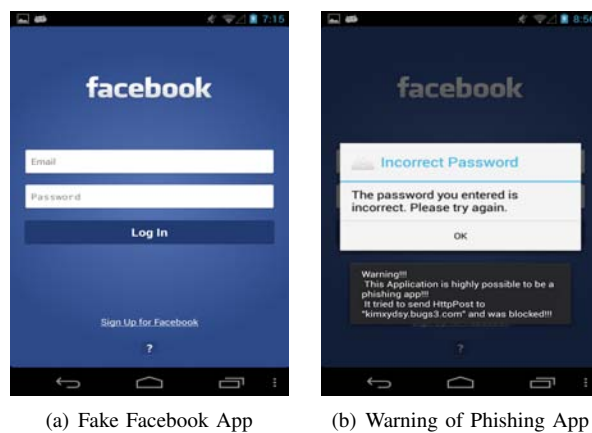 7:15
facebook
Email
Password
Log In
Sign Up for Facebook
?
(a) Fake Facebook App
8:56
facebook
Incorrect Password
The password you entered is
incorrect. Please try again.
OK
Warning!!!
This Application is highly possible to be a
phishing app!!!
It tried to send HttpPost to
"kimxydsy.bugs3.com" and was blocked!!!
?
(b) Warning of Phishing App